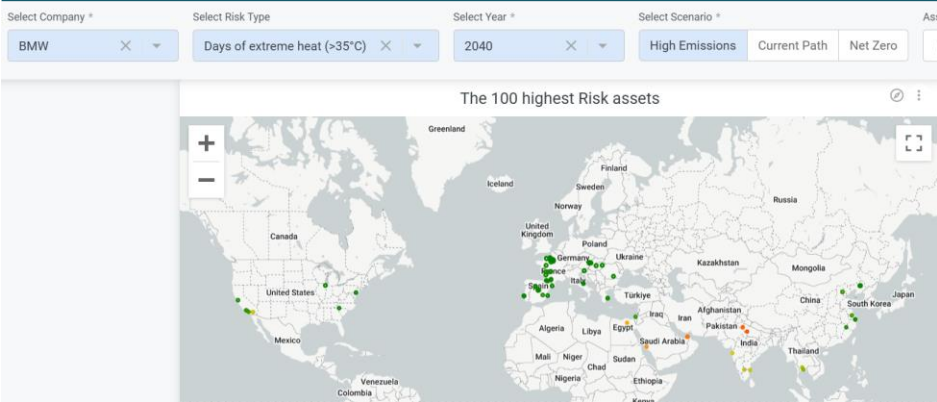 Select Company *
Select Risk Type
Select Year *
Select Scenario *
Ass
BMW
Days of extreme heat (>35°C)
2040
High Emissions
Current Path
Net Zero
The 100 highest Risk assets
Greenland
Iceland
Finland
Sweden
Norway
Russia
United
Kingdom
Canada
Poland
Germany
Ukraine
Kazakhstan
Mongolia
France
Italy
Spain
United States
Türkiye
China
Japan
South Korea
Afghanistan
Iraq
Iran
Pakistan
Algeria
Libya
Egypt
Mexico
Saudi Arabia
India
Mali
Niger
Chad
Sudan
Thailand
Nigeria
Ethiopia
Venezuela
Colombia
Kenya